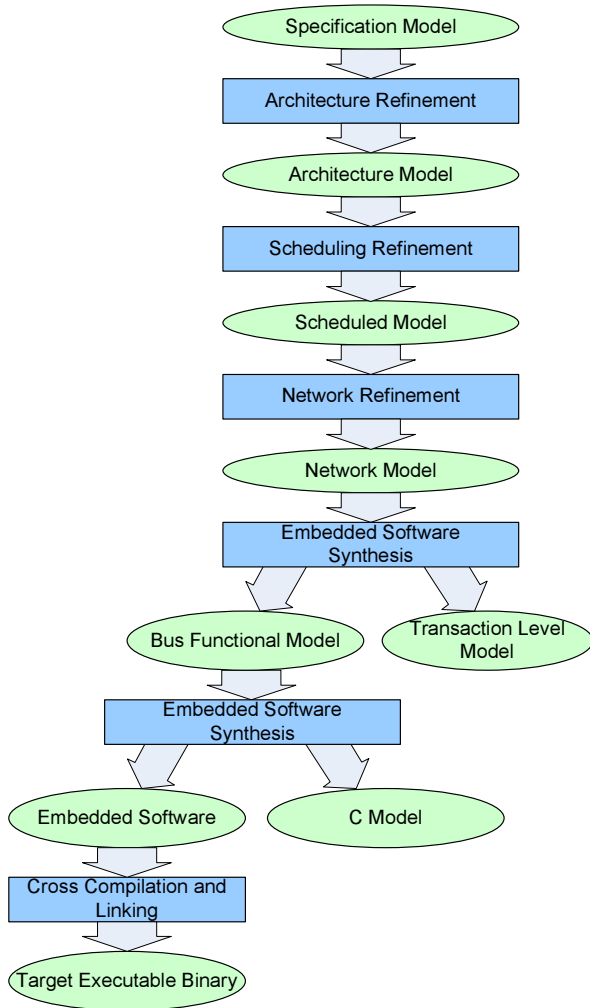 Specification Model
Architecture Refinement
Architecture Model
Scheduling Refinement
Scheduled Model
Network Refinement
Network Model
Embedded Software
Synthesis
Bus Functional Model
Transaction Level
Model
Embedded Software
Synthesis
Embedded Software
C Model
Cross Compilation and
Linking
Target Executable Binary